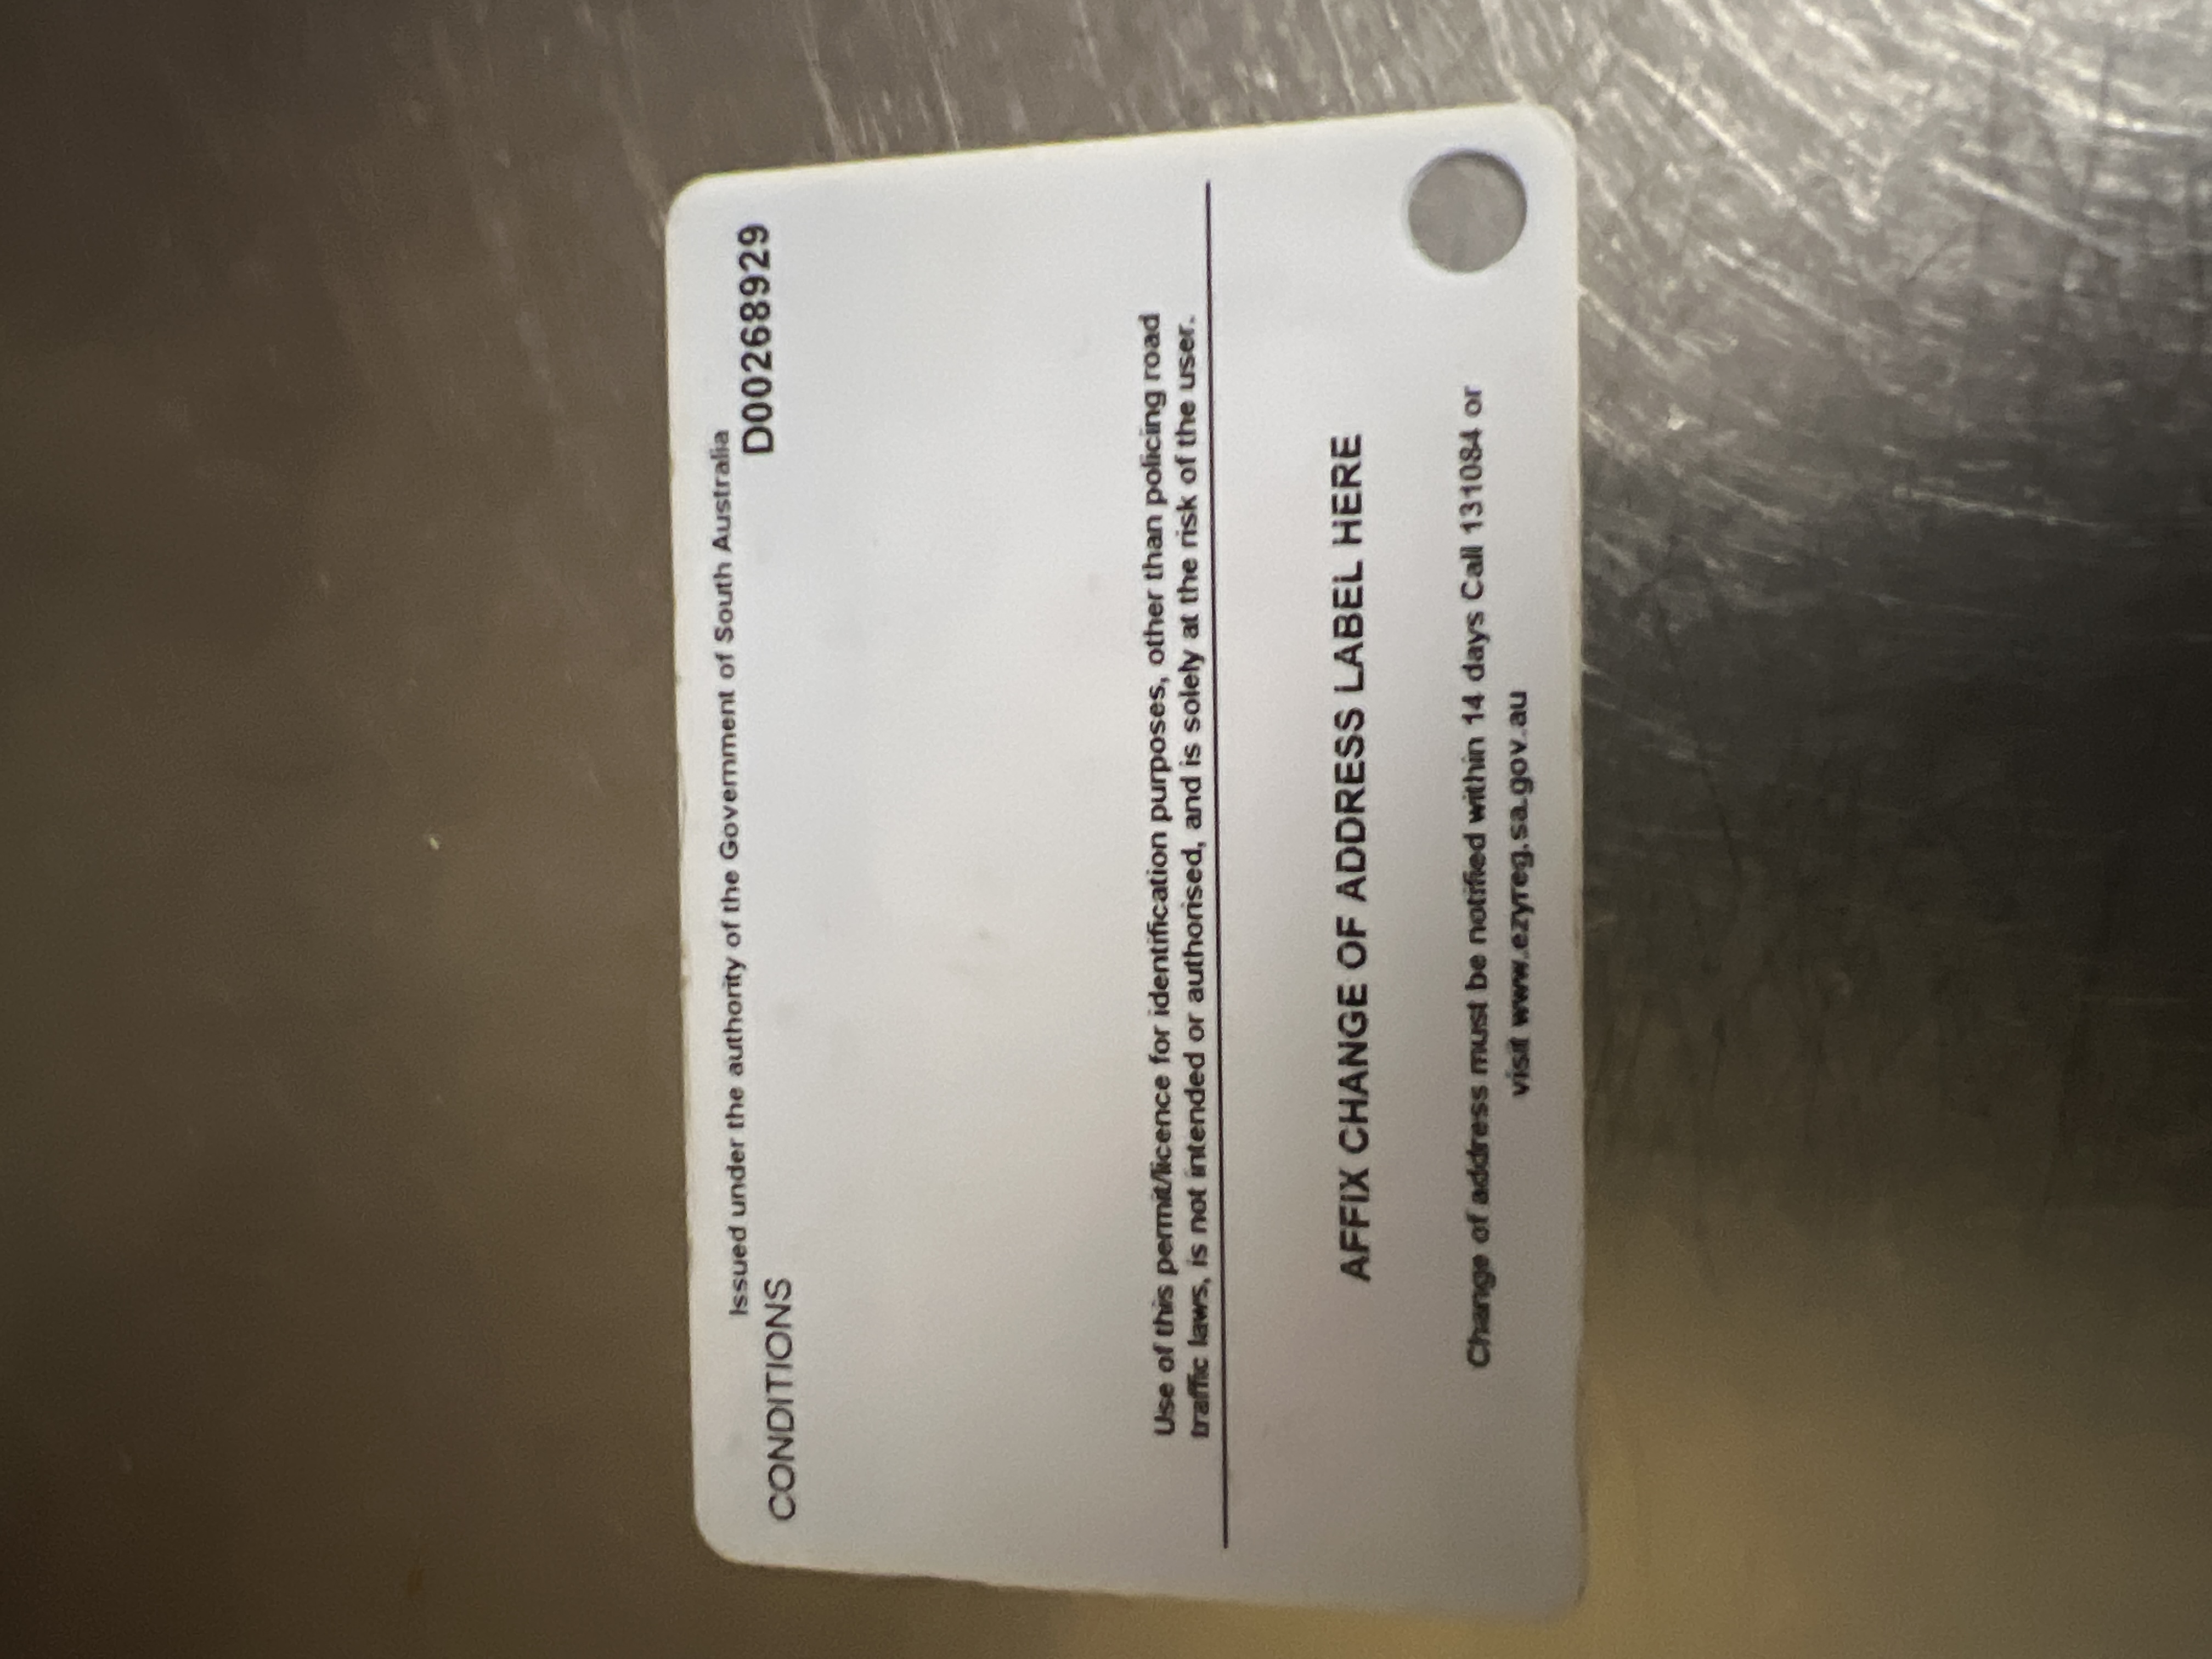 Issued under the authority of the Government of South Australia
CONDITIONS
D00268929
Use of this permit/licence for identification purposes, other than policing road
traffic laws, is not intended or authorised, and is solely at the risk of the user.
AFFIX CHANGE OF ADDRESS LABEL HERE
Change of address must be notified within 14 days Call 131084 or
visit www.ezyreg.sa.gov.au